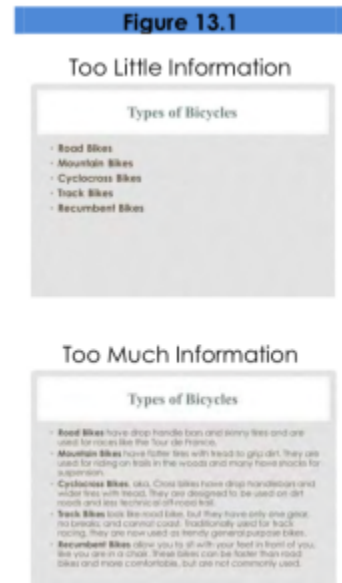 Figure 13.1
Too Little Information
Types of Bicycles
· Road Bikes
· Mountain Bikes
· Cyclocross Bikes
· Track Bikes
· Recumbent Bikes
Too Much Information
Types of Bicycles
· Road Bikes have drop handle bars and skinny tires and are
used for races like the Tour de France.
· Mountain Bikes have fatter tires with tread to grip dirt. They are
used for riding on trails in the woods and many have shocks for
suspension.
· Cyclocross Bikes, aka, Cross bikes have drop handlebars and
wider tires with tread. They are designed to be used on dirt
roads and less technical off-road trail.
· Track Bikes look like road bike, but they have only one gear,
no breaks, and cannot coast. Traditionally used for track
racing, they are now used as trendy general purpose bikes.
· Recumbent Bikes allow you to sit with your feet in front of you,
like you are in a chair. These bikes can be faster than road
bikes and more comfortable, but are not commonly used.